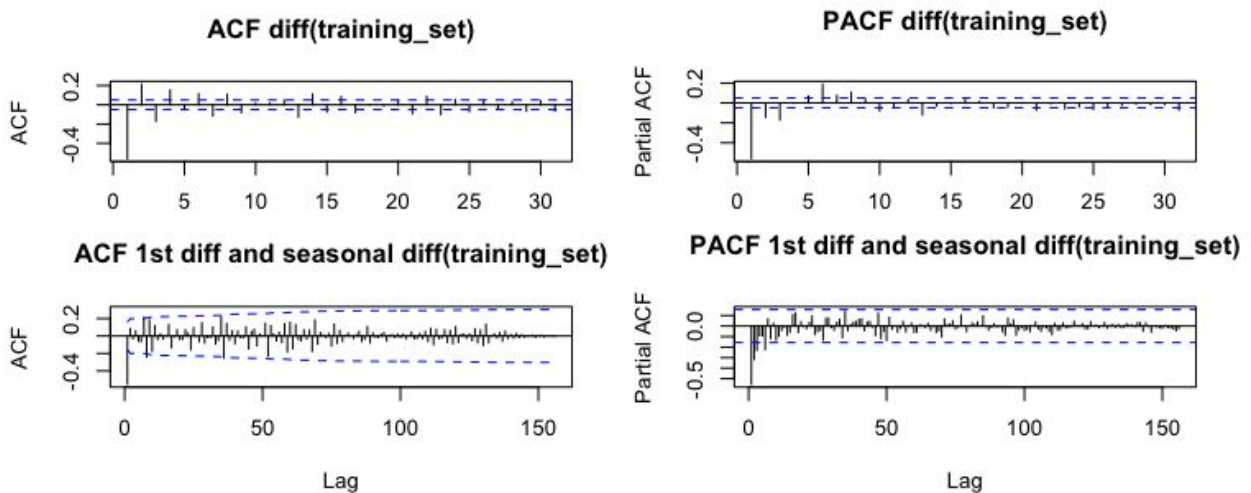 ACF diff(training_set)
ACF
0.2
-0.4
0 5 10 15 20 25 30
PACF diff(training_set)
Partial ACF
0.2
-0.4
0 5 10 15 20 25 30
ACF 1st diff and seasonal diff(training_set)
ACF
0.2
-0.4
0 50 100 150
Lag
PACF 1st diff and seasonal diff(training_set)
Partial ACF
0.0
-0.5
0 50 100 150
Lag